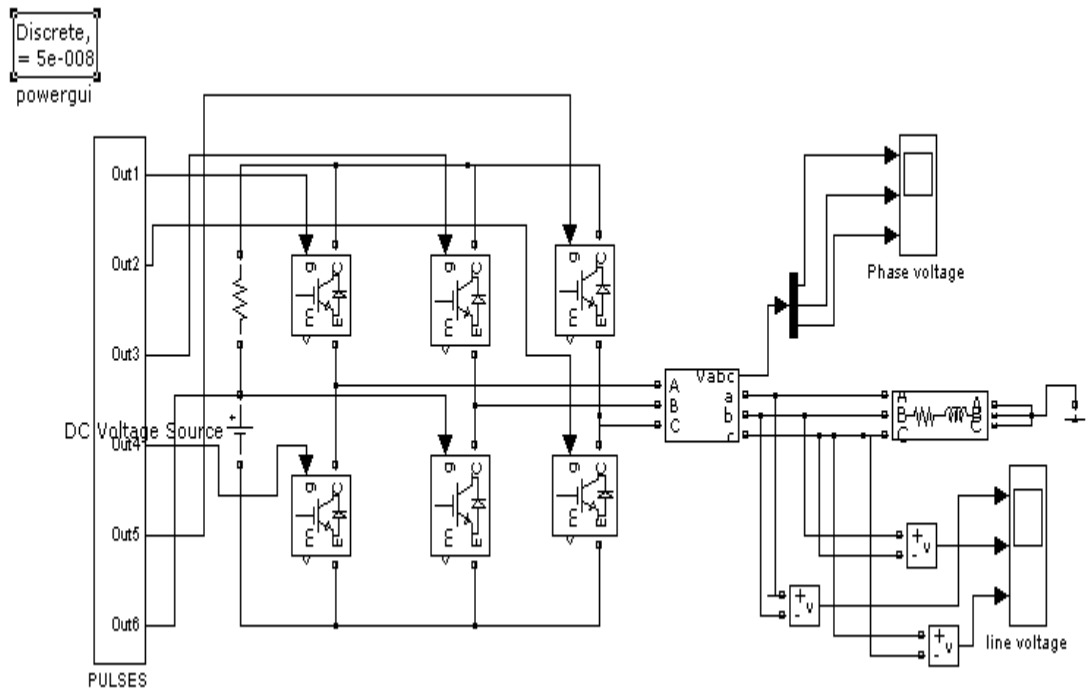 Discrete,
= 5e-008
powergui
Out1
Out2
Out3
Out4
Out5
Out6
PULSES
DC Voltage Source
+
g C
m E
g C
m E
g C
m E
g C
m E
g C
m E
g C
m E
A
B
C
Vabc
a
b
c
A
B
C
A
B
C
Phase voltage
+
-
v
+
-
v
+
-
v
line voltage